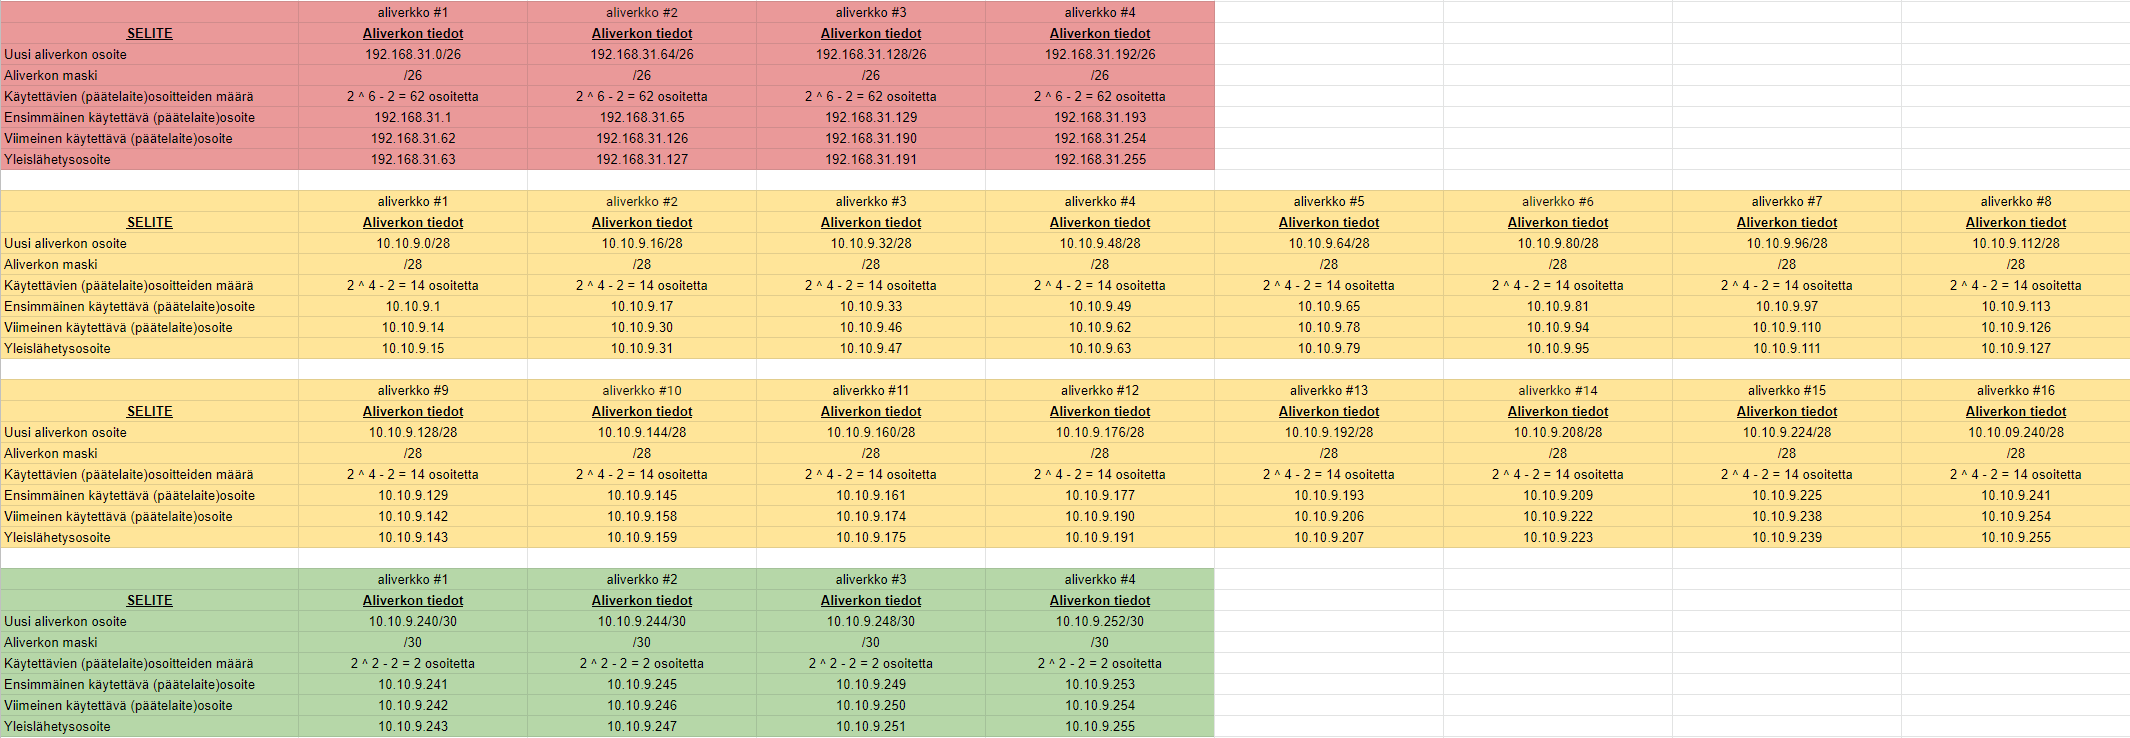 aliverkko #1 aliverkko #2 aliverkko #3 aliverkko #4
SELITE Aliverkon tiedot Aliverkon tiedot Aliverkon tiedot Aliverkon tiedot
Uusi aliverkon osoite 192.168.31.0/26 192.168.31.64/26 192.168.31.128/26 192.168.31.192/26
Aliverkon maski /26 /26 /26 /26
Käytettävien (päätelaite)osoitteiden määrä 2 ^ 6 - 2 = 62 osoitetta 2 ^ 6 - 2 = 62 osoitetta 2 ^ 6 - 2 = 62 osoitetta 2 ^ 6 - 2 = 62 osoitetta
Ensimmäinen käytettävä (päätelaite)osoite 192.168.31.1 192.168.31.65 192.168.31.129 192.168.31.193
Viimeinen käytettävä (päätelaite)osoite 192.168.31.62 192.168.31.126 192.168.31.190 192.168.31.254
Yleislähetysosoite 192.168.31.63 192.168.31.127 192.168.31.191 192.168.31.255
aliverkko #1 aliverkko #2 aliverkko #3 aliverkko #4 aliverkko #5 aliverkko #6 aliverkko #7 aliverkko #8
SELITE Aliverkon tiedot Aliverkon tiedot Aliverkon tiedot Aliverkon tiedot Aliverkon tiedot Aliverkon tiedot Aliverkon tiedot Aliverkon tiedot
Uusi aliverkon osoite 10.10.9.0/28 10.10.9.16/28 10.10.9.32/28 10.10.9.48/28 10.10.9.64/28 10.10.9.80/28 10.10.9.96/28 10.10.9.112/28
Aliverkon maski /28 /28 /28 /28 /28 /28 /28 /28
Käytettävien (päätelaite)osoitteiden määrä 2 ^ 4 - 2 = 14 osoitetta 2 ^ 4 - 2 = 14 osoitetta 2 ^ 4 - 2 = 14 osoitetta 2 ^ 4 - 2 = 14 osoitetta 2 ^ 4 - 2 = 14 osoitetta 2 ^ 4 - 2 = 14 osoitetta 2 ^ 4 - 2 = 14 osoitetta 2 ^ 4 - 2 = 14 osoitetta
Ensimmäinen käytettävä (päätelaite)osoite 10.10.9.1 10.10.9.17 10.10.9.33 10.10.9.49 10.10.9.65 10.10.9.81 10.10.9.97 10.10.9.113
Viimeinen käytettävä (päätelaite)osoite 10.10.9.14 10.10.9.30 10.10.9.46 10.10.9.62 10.10.9.78 10.10.9.94 10.10.9.110 10.10.9.126
Yleislähetysosoite 10.10.9.15 10.10.9.31 10.10.9.47 10.10.9.63 10.10.9.79 10.10.9.95 10.10.9.111 10.10.9.127
aliverkko #9 aliverkko #10 aliverkko #11 aliverkko #12 aliverkko #13 aliverkko #14 aliverkko #15 aliverkko #16
SELITE Aliverkon tiedot Aliverkon tiedot Aliverkon tiedot Aliverkon tiedot Aliverkon tiedot Aliverkon tiedot Aliverkon tiedot Aliverkon tiedot
Uusi aliverkon osoite 10.10.9.128/28 10.10.9.144/28 10.10.9.160/28 10.10.9.176/28 10.10.9.192/28 10.10.9.208/28 10.10.9.224/28 10.10.09.240/28
Aliverkon maski /28 /28 /28 /28 /28 /28 /28 /28
Käytettävien (päätelaite)osoitteiden määrä 2 ^ 4 - 2 = 14 osoitetta 2 ^ 4 - 2 = 14 osoitetta 2 ^ 4 - 2 = 14 osoitetta 2 ^ 4 - 2 = 14 osoitetta 2 ^ 4 - 2 = 14 osoitetta 2 ^ 4 - 2 = 14 osoitetta 2 ^ 4 - 2 = 14 osoitetta 2 ^ 4 - 2 = 14 osoitetta
Ensimmäinen käytettävä (päätelaite)osoite 10.10.9.129 10.10.9.145 10.10.9.161 10.10.9.177 10.10.9.193 10.10.9.209 10.10.9.225 10.10.9.241
Viimeinen käytettävä (päätelaite)osoite 10.10.9.142 10.10.9.158 10.10.9.174 10.10.9.190 10.10.9.206 10.10.9.222 10.10.9.238 10.10.9.254
Yleislähetysosoite 10.10.9.143 10.10.9.159 10.10.9.175 10.10.9.191 10.10.9.207 10.10.9.223 10.10.9.239 10.10.9.255
aliverkko #1 aliverkko #2 aliverkko #3 aliverkko #4
SELITE Aliverkon tiedot Aliverkon tiedot Aliverkon tiedot Aliverkon tiedot
Uusi aliverkon osoite 10.10.9.240/30 10.10.9.244/30 10.10.9.248/30 10.10.9.252/30
Aliverkon maski /30 /30 /30 /30
Käytettävien (päätelaite)osoitteiden määrä 2 ^ 2 - 2 = 2 osoitetta 2 ^ 2 - 2 = 2 osoitetta 2 ^ 2 - 2 = 2 osoitetta 2 ^ 2 - 2 = 2 osoitetta
Ensimmäinen käytettävä (päätelaite)osoite 10.10.9.241 10.10.9.245 10.10.9.249 10.10.9.253
Viimeinen käytettävä (päätelaite)osoite 10.10.9.242 10.10.9.246 10.10.9.250 10.10.9.254
Yleislähetysosoite 10.10.9.243 10.10.9.247 10.10.9.251 10.10.9.255